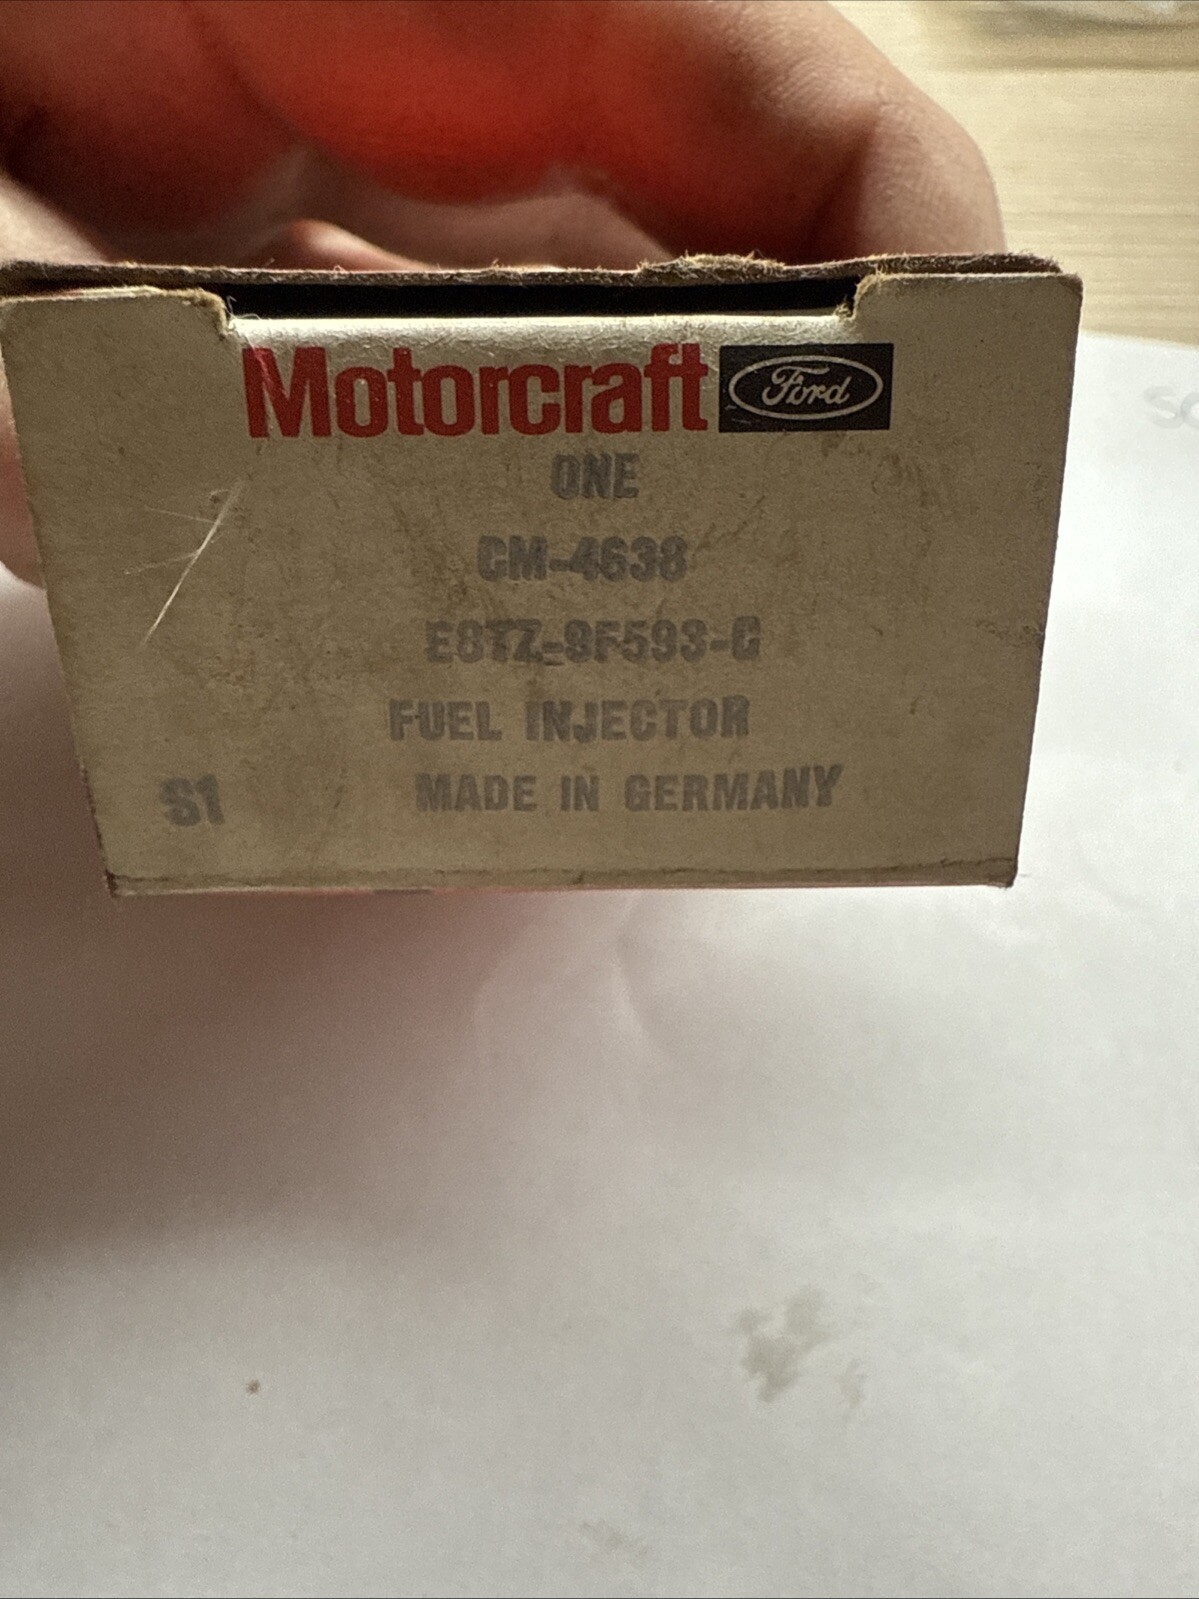 Motorcraft Ford
ONE
CM-4638
E8TZ-9F593-C
FUEL INJECTOR
S1 MADE IN GERMANY